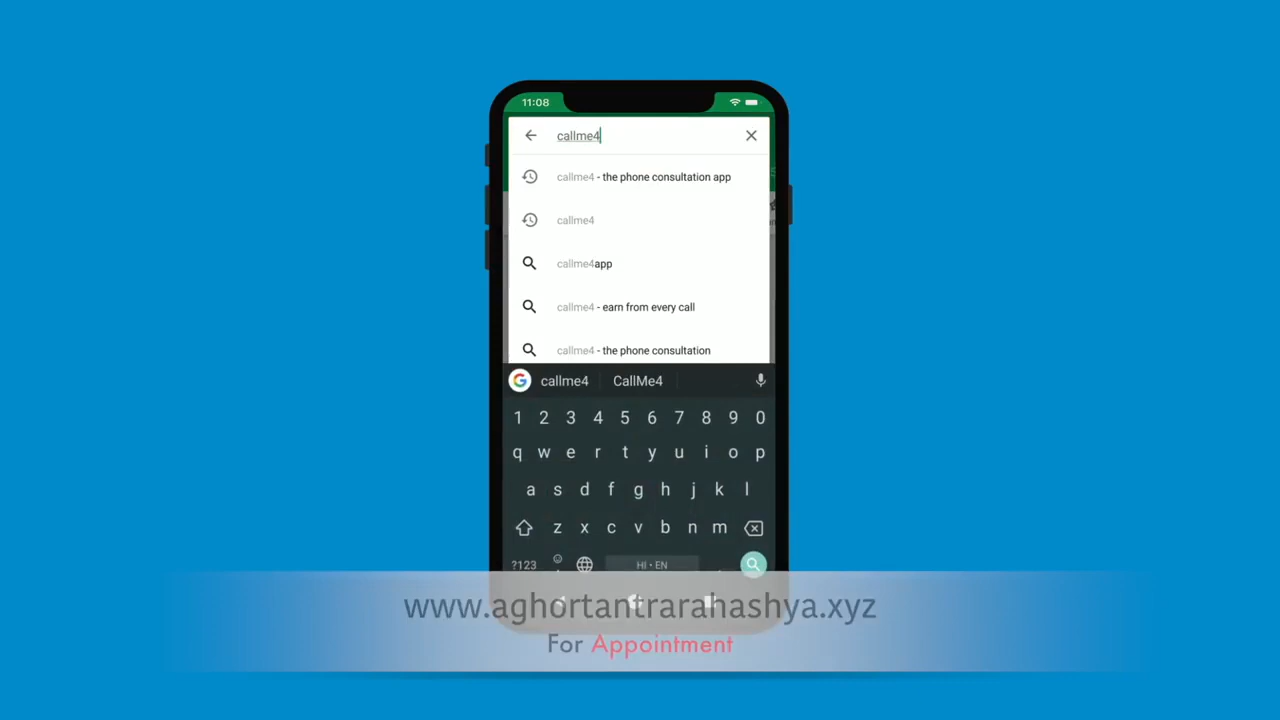 11:08
callme4
callme4 - the phone consultation app
callme4
callme4app
callme4 - earn from every call
callme4 - the phone consultation
callme4 CallMe4
1 2 3 4 5 6 7 8 9 0
q w e r t y u i o p
a s d f g h j k l
z x c v b n m
?123 HI • EN
www.aghortantrarahashya.xyz
For Appointment